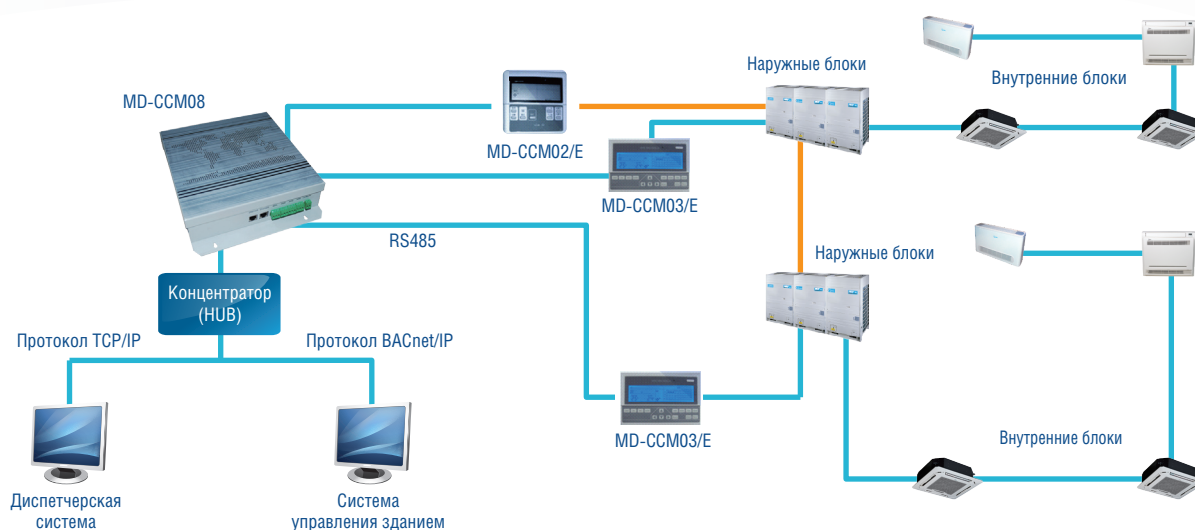 Наружные блоки
Внутренние блоки
MD-CCM08
MD-CCM02/E
MD-CCM03/E
RS485
Наружные блоки
Концентратор
(HUB)
Протокол TCP/IP
Протокол BACnet/IP
MD-CCM03/E
Внутренние блоки
Диспетчерская
система
Система
управления зданием